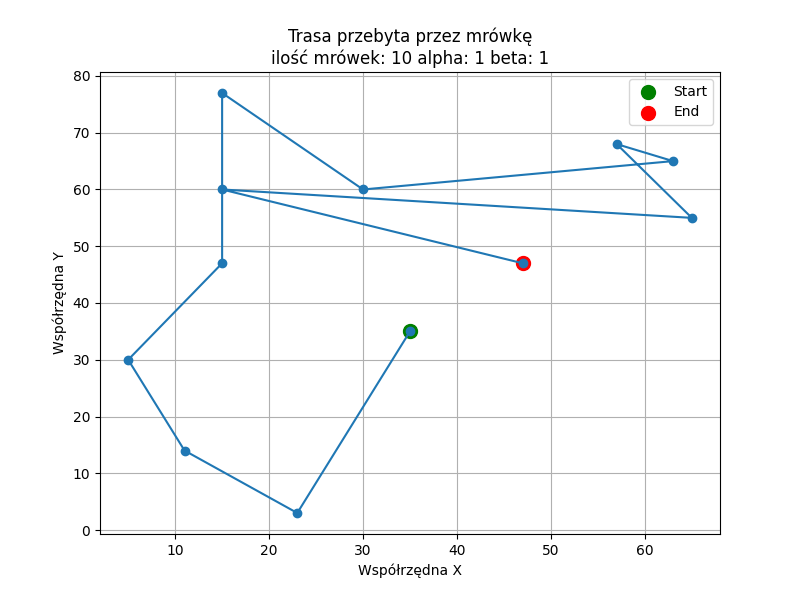 Trasa przebyta przez mrówkę
ilość mrówek: 10 alpha: 1 beta: 1
Start
End
80
70
60
50
40
30
20
10
0
Współrzędna Y
10
20
30
40
50
60
Współrzędna X